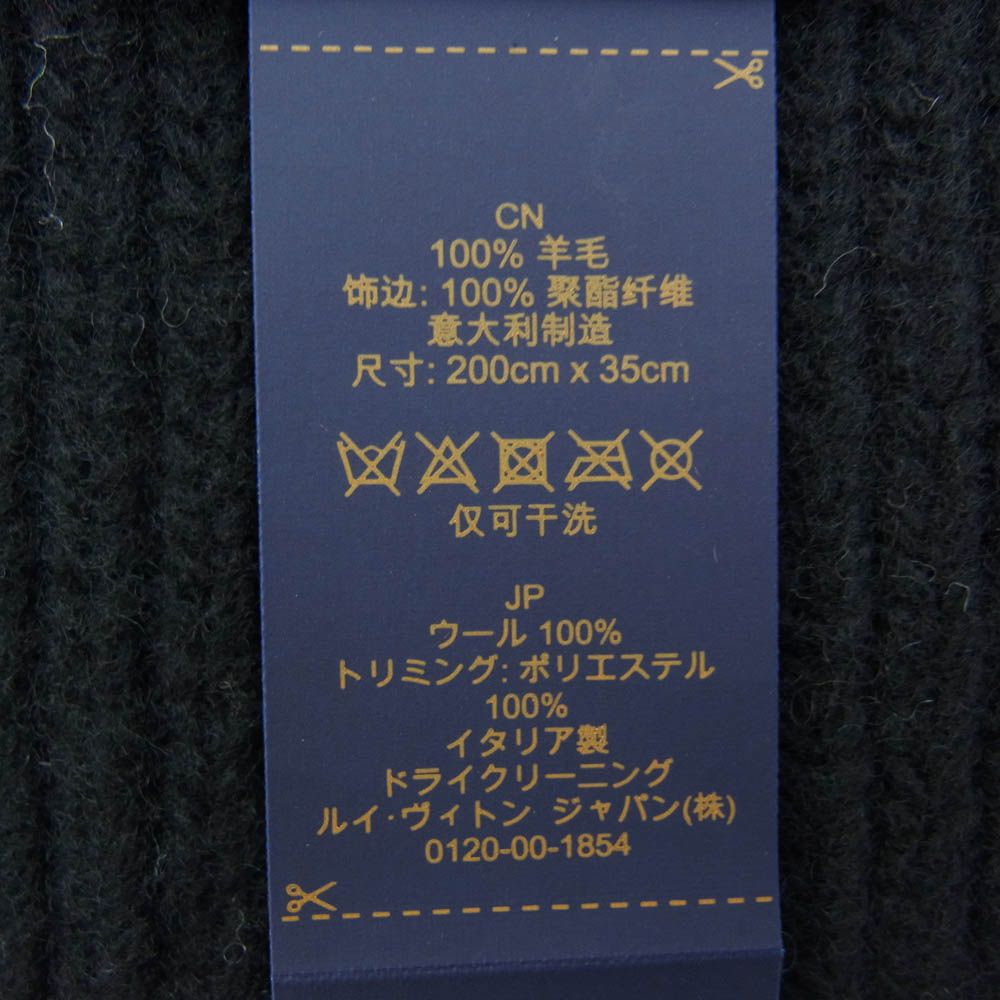 CN
100% 羊毛
饰边: 100% 聚酯纤维
意大利制造
尺寸: 200cm x 35cm
仅可干洗
JP
ウール 100%
トリミング: ポリエステル
100%
イタリア製
ドライクリーニング
ルイ·ヴィトン ジャパン(株)
0120-00-1854